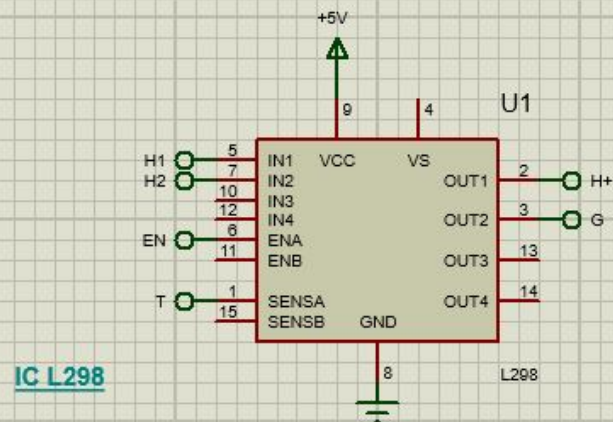 +5V
9
4
U1
H1
5
IN1
VCC
VS
H2
7
IN2
OUT1
2
H+
10
IN3
12
IN4
OUT2
3
G
EN
6
ENA
11
ENB
OUT3
13
T
1
SENSA
OUT4
14
15
SENSB
GND
8
L298
IC L298